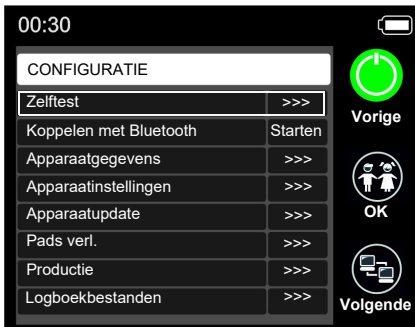 00:30
CONFIGURATIE
Zelftest >>>
Koppelen met Bluetooth Starten
Apparaatgegevens >>>
Apparaatinstellingen >>>
Apparaatupdate >>>
Pads verl. >>>
Productie >>>
Logboekbestanden >>>
Vorige
OK
Volgende